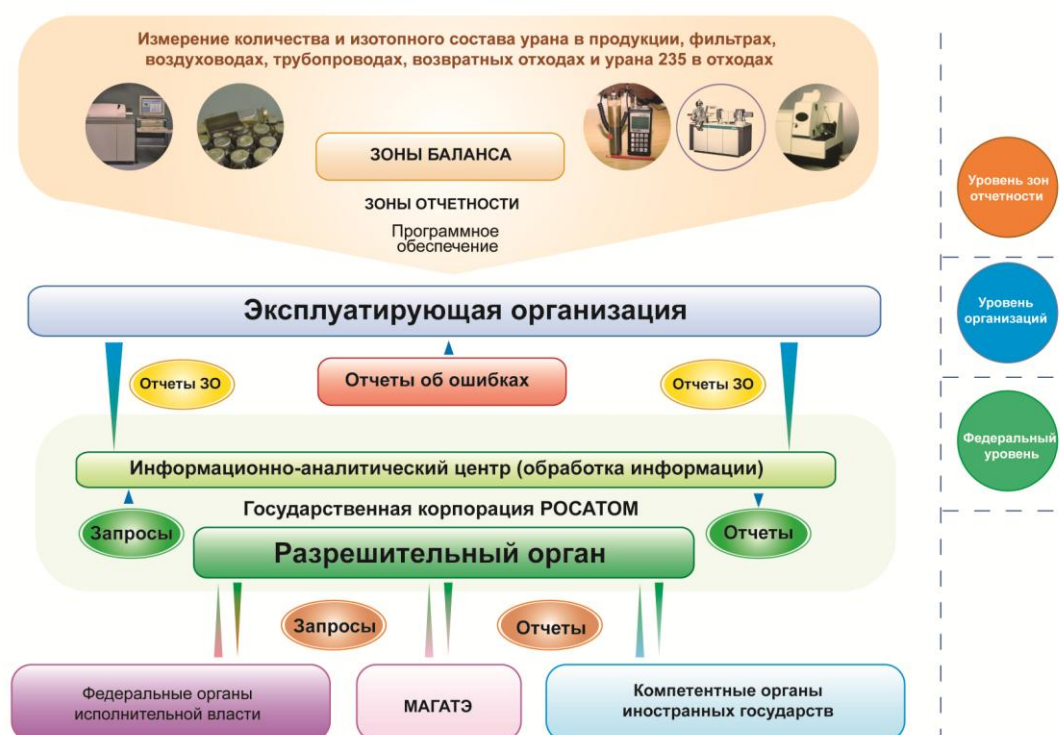 Измерение количества и изотопного состава урана в продукции, фильтрах,
воздуховодах, трубопроводах, возвратных отходах и урана 235 в отходах
ЗОНЫ БАЛАНСА
ЗОНЫ ОТЧЕТНОСТИ
Программное
обеспечение
Уровень зон
отчетности
Эксплуатирующая организация
Уровень
организаций
Отчеты ЗО
Отчеты об ошибках
Отчеты ЗО
Федеральный
уровень
Информационно-аналитический центр (обработка информации)
Запросы
Государственная корпорация РОСАТОМ
Отчеты
Разрешительный орган
Запросы
Отчеты
Федеральные органы
исполнительной власти
МАГАТЭ
Компетентные органы
иностранных государств